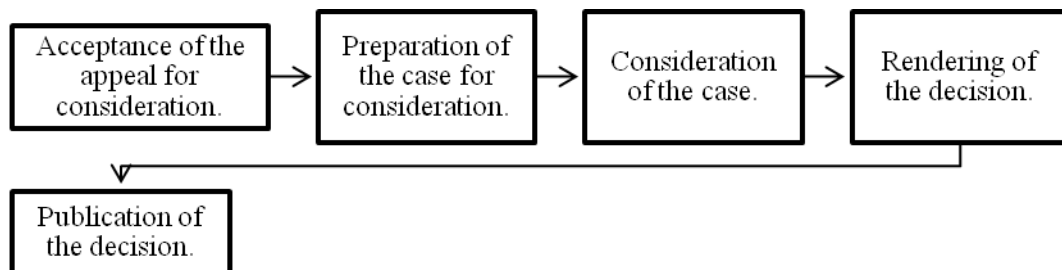 Acceptance of the
appeal for
consideration.
Preparation of
the case for
consideration.
Consideration
of the case.
Rendering of
the decision.
Publication of
the decision.